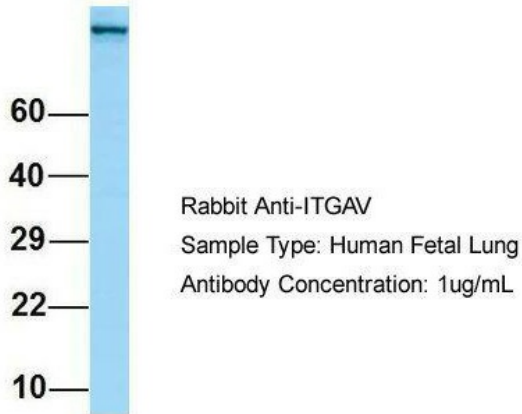 60
40
Rabbit Anti-ITGAV
29
Sample Type: Human Fetal Lung
Antibody Concentration: 1ug/mL
22
10